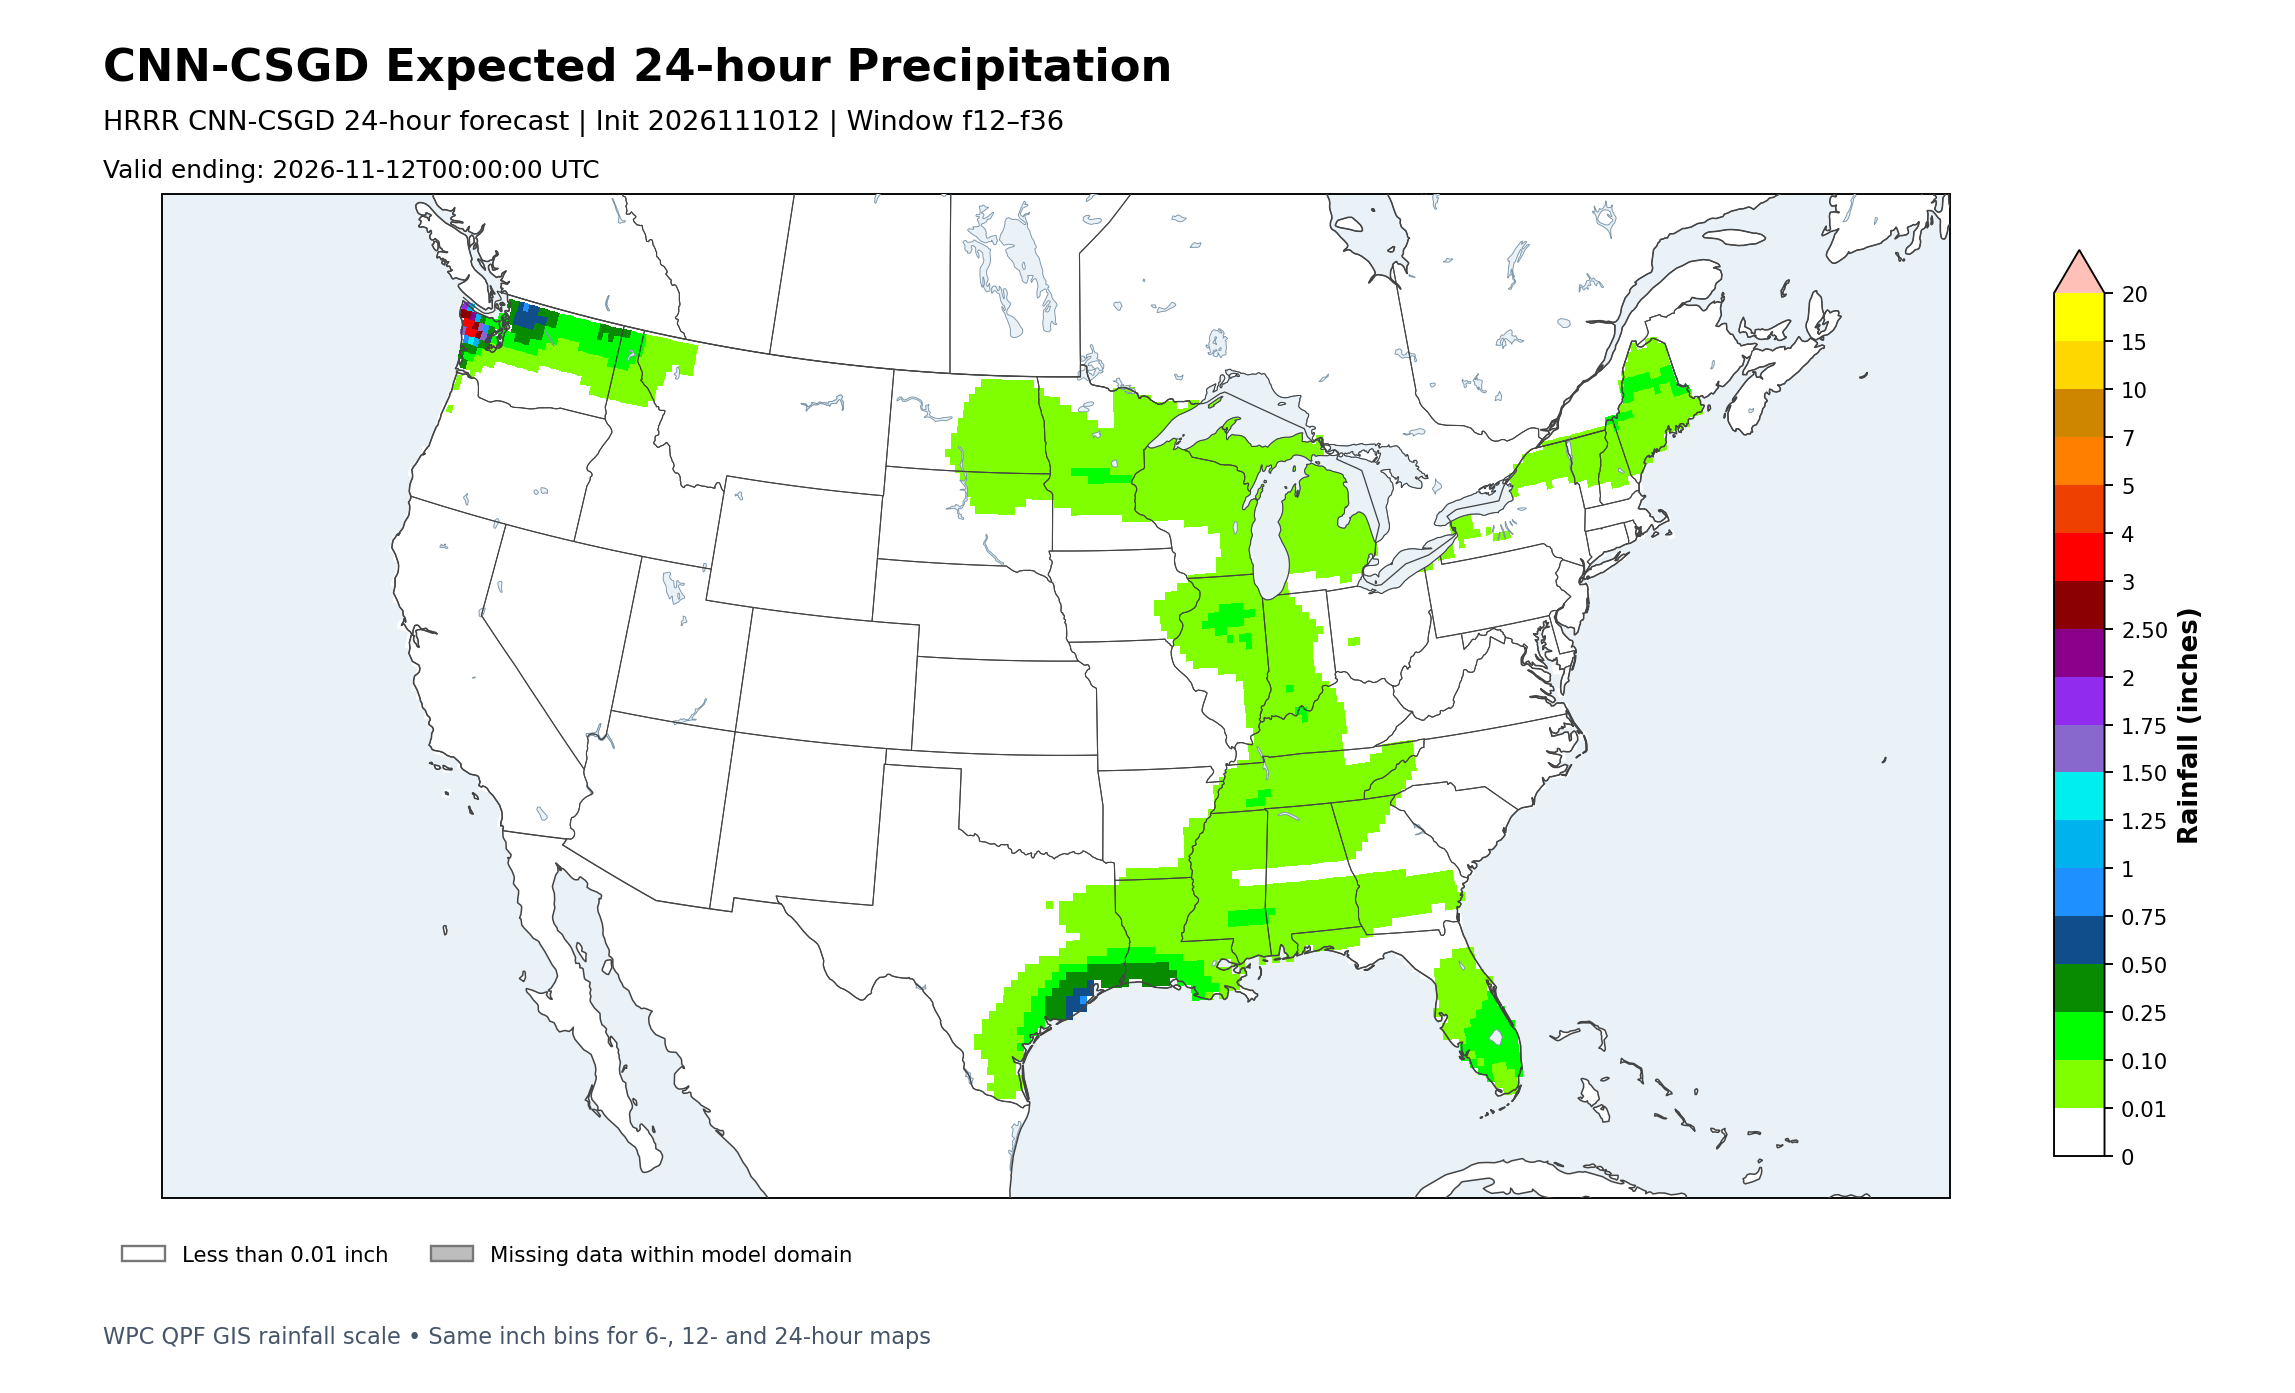 CNN-CSGD Expected 24-hour Precipitation
HRRR CNN-CSGD 24-hour forecast | Init 2026111012 | Window f12–f36
Valid ending: 2026-11-12T00:00:00 UTC
20
15
10
7
5
4
3
2.50
2
1.75
1.50
1.25
1
0.75
0.50
0.25
0.10
0.01
0
Rainfall (inches)
Less than 0.01 inch
Missing data within model domain
WPC QPF GIS rainfall scale • Same inch bins for 6-, 12- and 24-hour maps